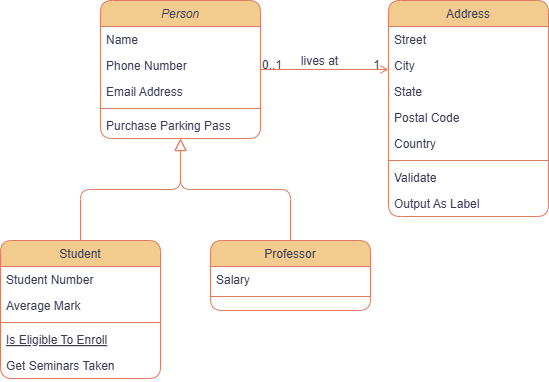 Person
Name
Phone Number
Email Address
Purchase Parking Pass
0..1
lives at
1
Address
Street
City
State
Postal Code
Country
Validate
Output As Label
Student
Student Number
Average Mark
Is Eligible To Enroll
Get Seminars Taken
Professor
Salary